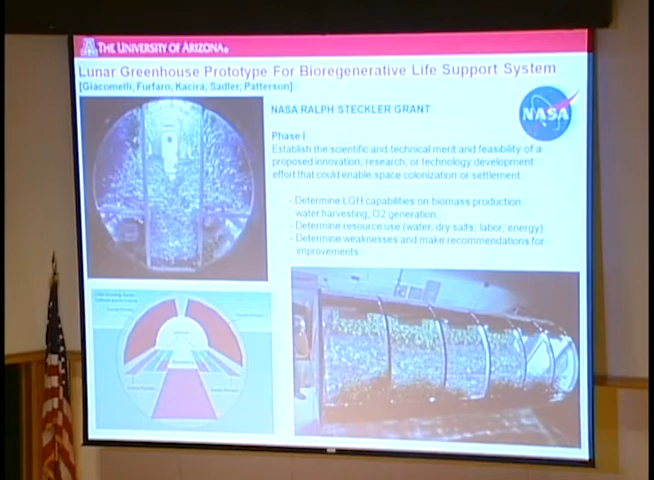 THE UNIVERSITY OF ARIZONA®
Lunar Greenhouse Prototype For Bioregenerative Life Support System
[Giacomelli, Furfaro, Kacira, Sadler, Patterson]
NASA RALPH STECKLER GRANT
NASA
Phase I
Establish the scientific and technical merit and feasibility of a
proposed innovation, research, or technology development
effort that could enable space colonization or settlement.
- Determine LGH capabilities on biomass production,
water harvesting, O2 generation
- Determine resource use (water, dry salts, labor, energy)
- Determine weaknesses and make recommendations for
improvements.